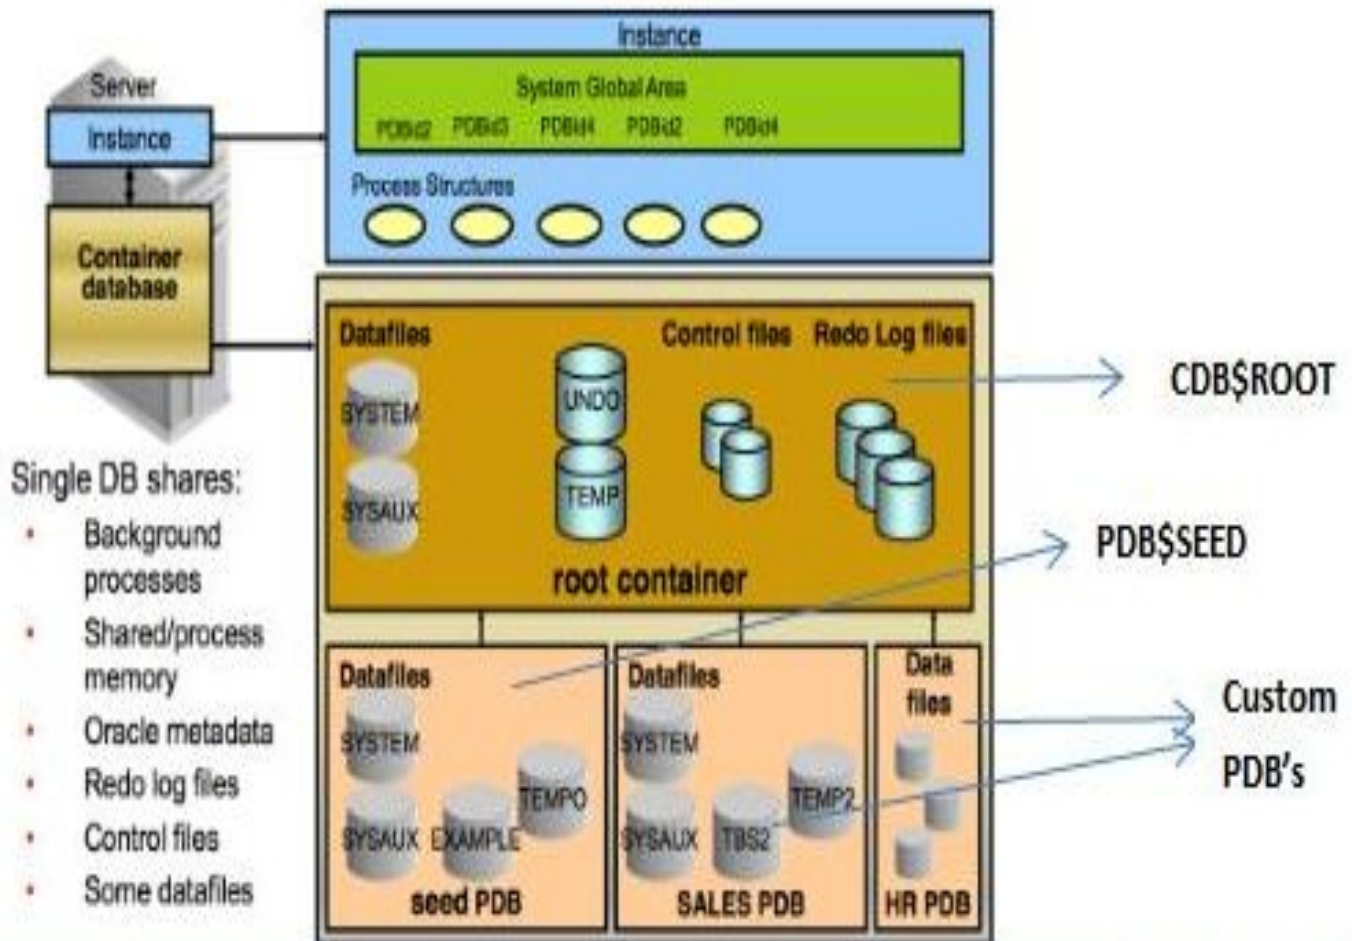 Instance
System Global Area
PDBid2 PDBid3 PDBid4 PDBid2 PDBid4
Process Structures
Server
Instance
Container
database
Datafiles
Control files
Redo Log files
SYSTEM
SYSAUX
UNDO
TEMP
root container
CDB$ROOT
PDB$SEED
Single DB shares:
• Background
processes
• Shared/process
memory
• Oracle metadata
• Redo log files
• Control files
• Some datafiles
Datafiles
SYSTEM
SYSAUX
EXAMPLE
TEMPO
seed PDB
Datafiles
SYSTEM
SYSAUX
TBS2
TEMP2
SALES PDB
Data
files
HR PDB
Custom
PDB's